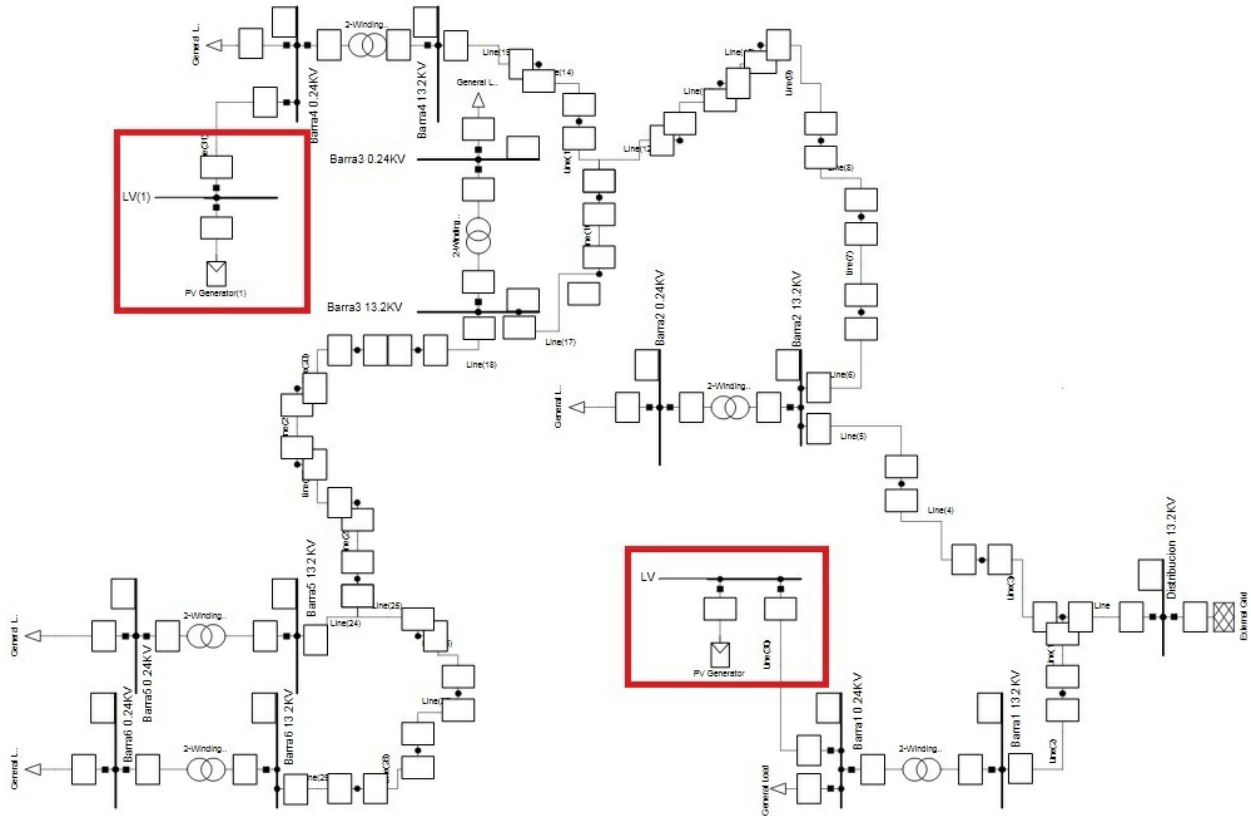 General L..
2-Winding..
Barra4 0.24KV
Barra4 13.2KV
General L..
Barra3 0.24KV
2-Winding..
Barra3 13.2KV
LV(1)
PV Generator(1)
Line(17)
Line(18)
Line(9)
Line(7)
Barra2 0.24KV
Barra2 13.2KV
2-Winding..
General L..
Line(6)
Line(5)
Line(4)
Distribucion 13.2KV
External Grid
Line
LV
PV Generator
Line(30)
Barra1 0.24KV
Barra1 13.2KV
2-Winding..
Line(2)
General Load
Barra5 13.2KV
Line(24)
2-Winding..
Barra5 0.24KV
General L..
Barra6 0.24KV
Barra6 13.2KV
2-Winding..
General L..